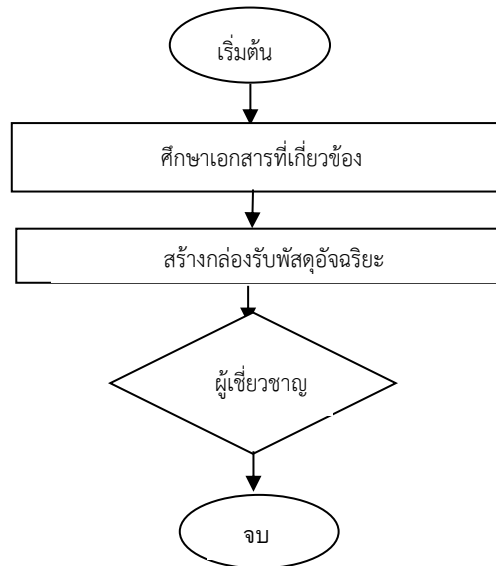 เริ่มต้น
ศึกษาเอกสารที่เกี่ยวข้อง
สร้างกล่องรับพัสดุอัจฉริยะ
ผู้เชี่ยวชาญ
จบ